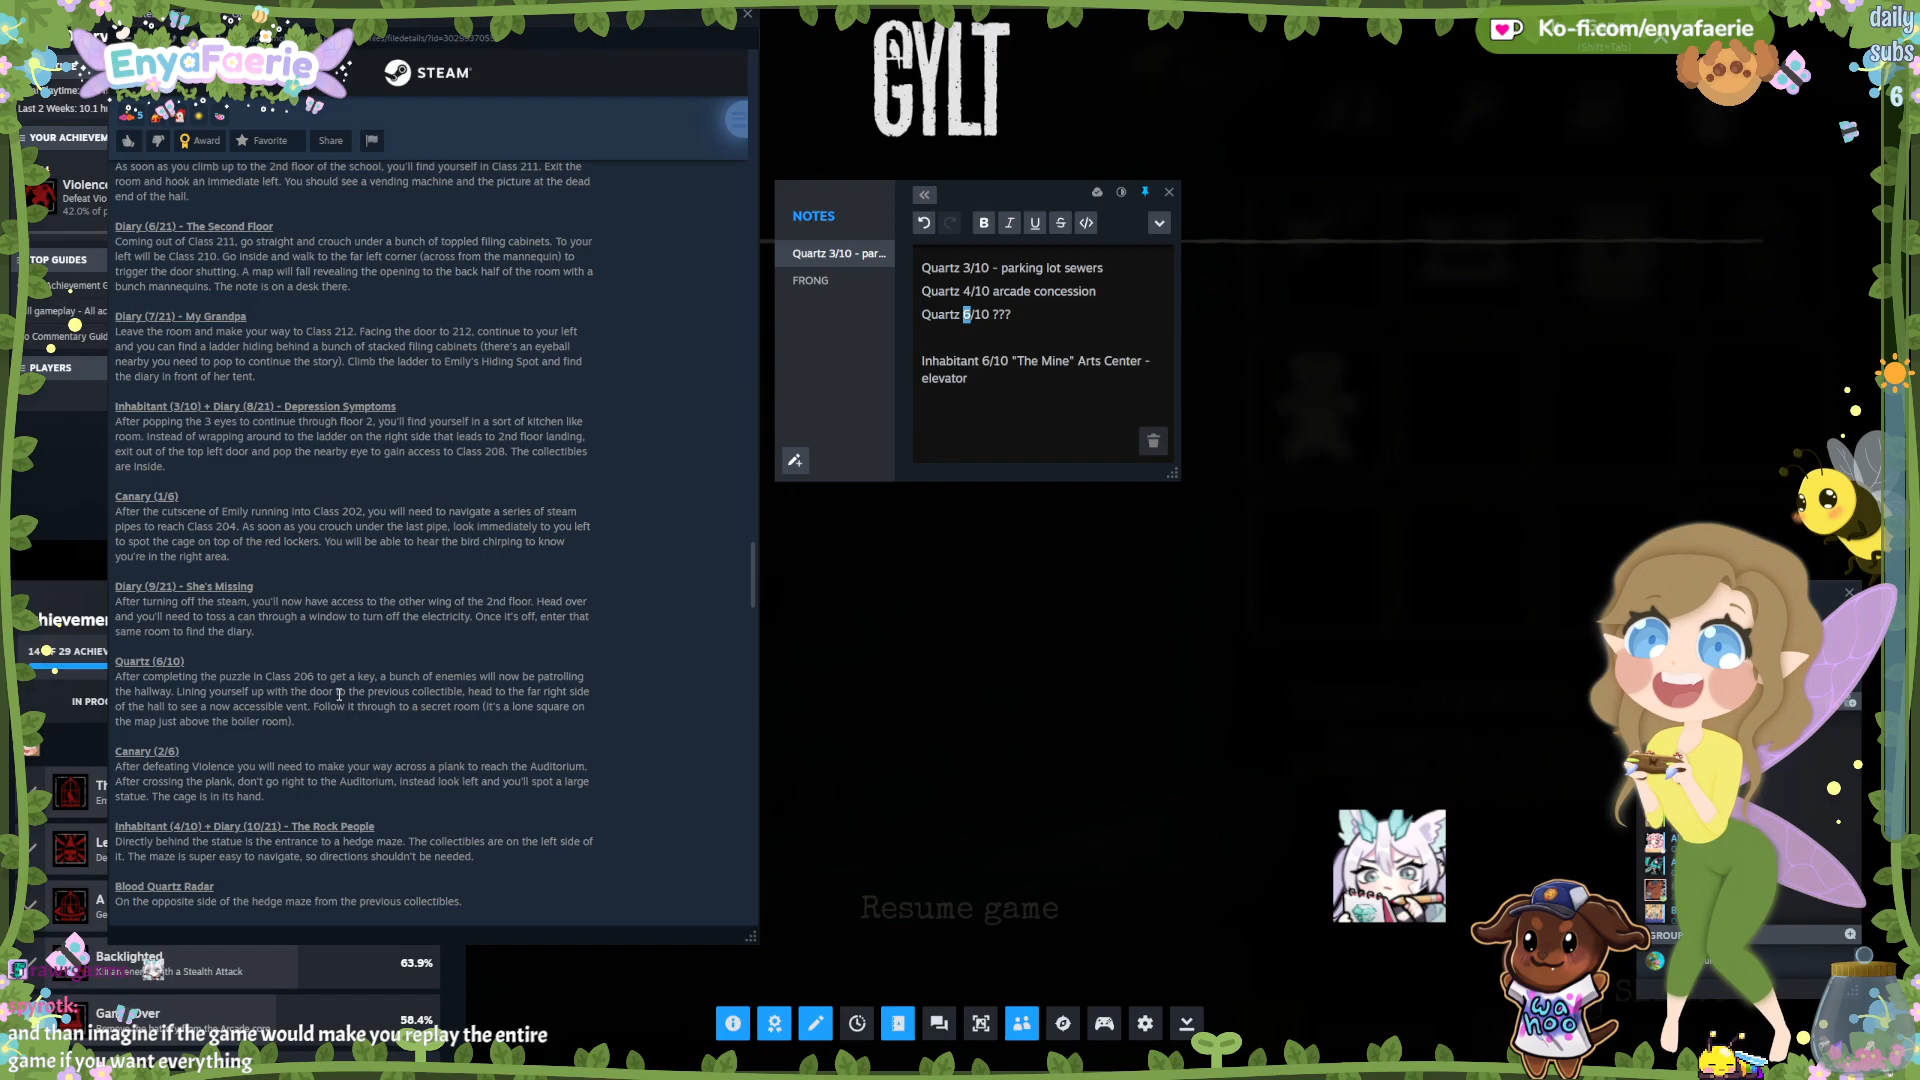 EnyaFaerie
STEAM
les/filedetails/?id=302993705
Last 2 Weeks: 10.1 h
YOUR ACHIEVEM
Violence
Defeat Vio
42.0% of p
TOP GUIDES
PLAYERS
Award
Favorite
Share
As soon as you climb up to the 2nd floor of the school, you'll find yourself in Class 211. Exit the
room and hook an immediate left. You should see a vending machine and the picture at the dead
end of the hall.
Diary (6/21) - The Second Floor
Coming out of Class 211, go straight and crouch under a bunch of toppled filing cabinets. To your
left will be Class 210. Go inside and walk to the far left corner (across from the mannequin) to
trigger the door shutting. A map will fall revealing the opening to the back half of the room with a
bunch mannequins. The note is on a desk there.
Diary (7/21) - My Grandpa
Leave the room and make your way to Class 212. Facing the door to 212, continue to your left
and you can find a ladder hiding behind a bunch of stacked filing cabinets (there's an eyeball
nearby you need to pop to continue the story). Climb the ladder to Emily's Hiding Spot and find
the diary in front of her tent.
Inhabitant (3/10) + Diary (8/21) - Depression Symptoms
After popping the 3 eyes to continue through floor 2, you'll find yourself in a sort of kitchen like
room. Instead of wrapping around to the ladder on the right side that leads to 2nd floor landing,
exit out of the top left door and pop the nearby eye to gain access to Class 208. The collectibles
are inside.
Canary (1/6)
After the cutscene of Emily running into Class 202, you will need to navigate a series of steam
pipes to reach Class 204. As soon as you crouch under the last pipe, look immediately to you left
to spot the cage on top of the red lockers. You will be able to hear the bird chirping to know
you're in the right area.
Diary (9/21) - She's Missing
After turning off the steam, you'll now have access to the other wing of the 2nd floor. Head over
and you'll need to toss a can through a window to turn off the electricity. Once it's off, enter that
same room to find the diary.
Quartz (6/10)
After completing the puzzle in Class 206 to get a key, a bunch of enemies will now be patrolling
the hallway. Lining yourself up with the door to the previous collectible, head to the far right side
of the hall to see a now accessible vent. Follow it through to a secret room (it's a lone square on
the map just above the boiler room).
Canary (2/6)
After defeating Violence you will need to make your way across a plank to reach the Auditorium.
After crossing the plank, don't go right to the Auditorium, instead look left and you'll spot a large
statue. The cage is in its hand.
Inhabitant (4/10) + Diary (10/21) - The Rock People
Directly behind the statue is the entrance to a hedge maze. The collectibles are on the left side of
it. The maze is super easy to navigate, so directions shouldn't be needed.
Blood Quartz Radar
On the opposite side of the hedge maze from the previous collectibles.
hievemen
IN PROG
Backlighted
with a Stealth Attack
63.9%
58.4%
spyrotk:
and than imagine if the game would make you replay the entire
game if you want everything
GYLT
NOTES
Quartz 3/10 - par...
FRONG
B I U S </>
Quartz 3/10 - parking lot sewers
Quartz 4/10 arcade concession
Quartz 6/10 ???
Inhabitant 6/10 "The Mine" Arts Center -
elevator
Resume game
Ko-fi.com/enyafaerie
(Shift+Tab)
daily
subs
6
GROUP
wa
hoo